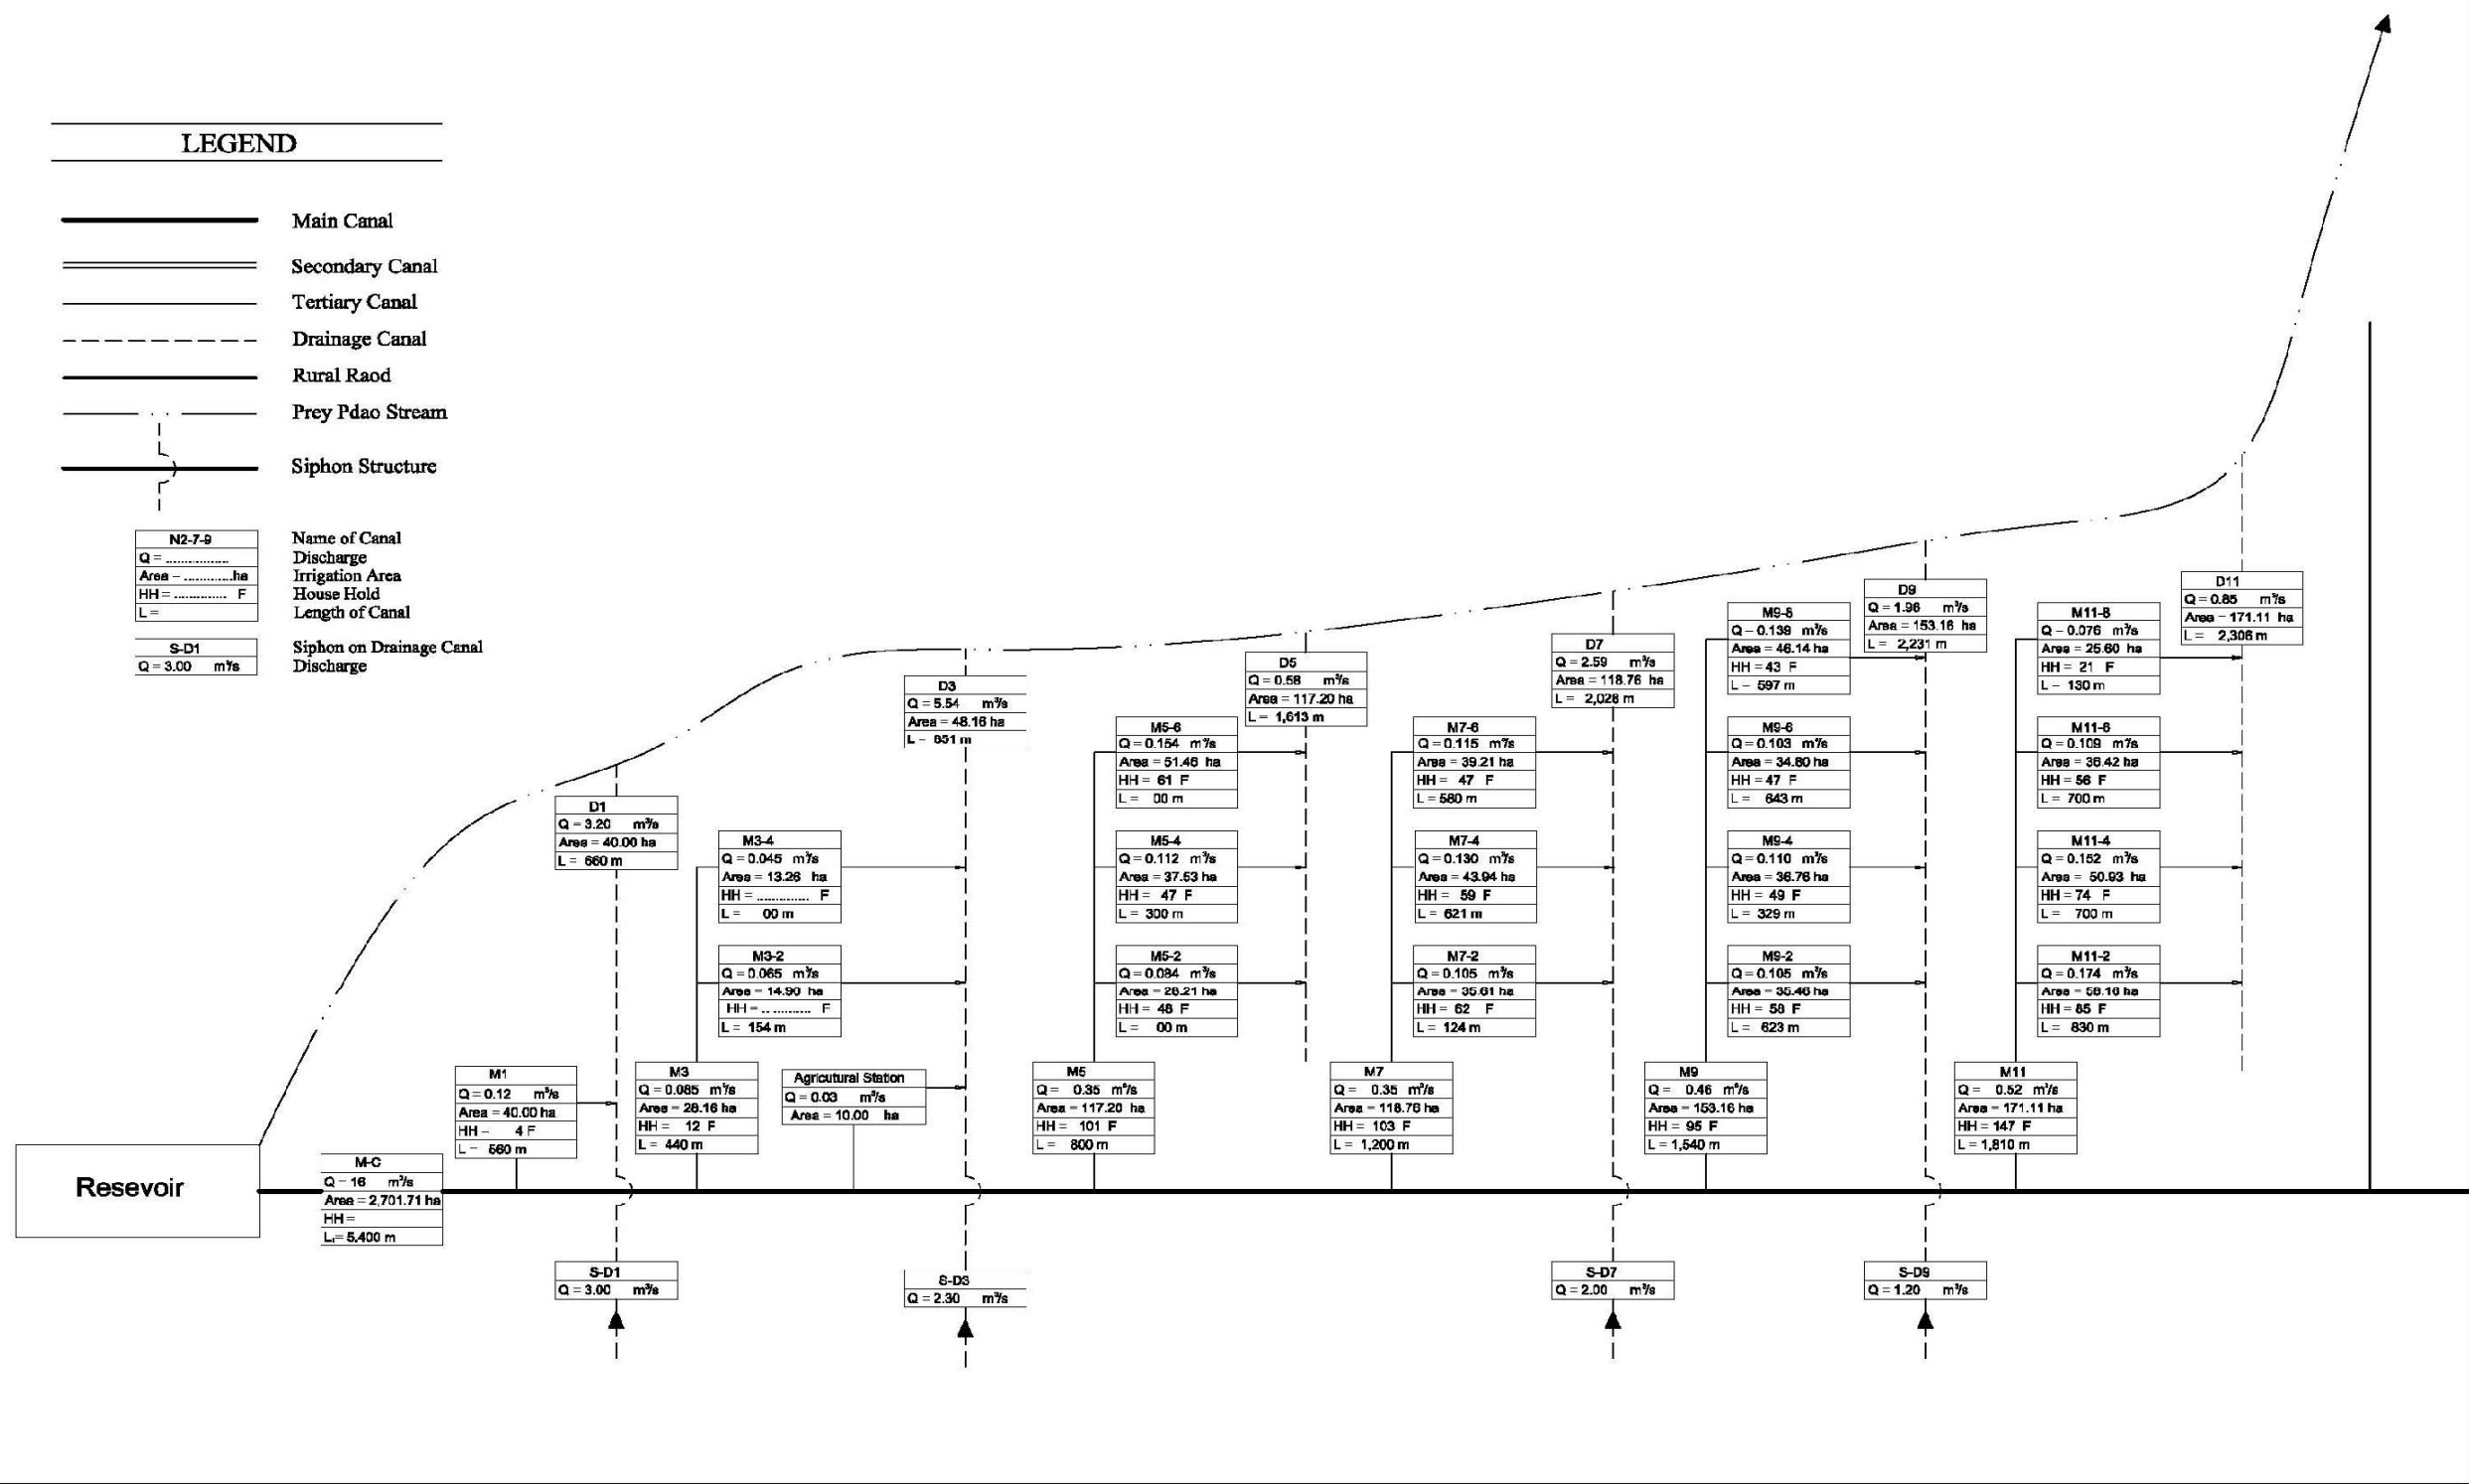 LEGEND
Main Canal
Secondary Canal
Tertiary Canal
Drainage Canal
Rural Raod
Prey Pdao Stream
Siphon Structure
N2-7-9 Name of Canal
Q = ................. Discharge
Area - .............ha Irrigation Area
HH = .............. F House Hold
L = Length of Canal
S-D1 Siphon on Drainage Canal
Q = 3.00 m³/s Discharge
D11
Q = 0.85 m³/s
Area - 171.11 ha
L = 2,306 m
D9
Q = 1.96 m³/s
Area = 153.16 ha
L = 2,231 m
D7
Q = 2.59 m³/s
Area = 118.76 ha
L = 2,028 m
D5
Q = 0.58 m³/s
Area = 117.20 ha
L = 1,613 m
D3
Q = 5.54 m³/s
Area = 48.16 ha
D1
Q = 3.20 m³/s
Area = 40.00 ha
L = 660 m
M3-4
Q = 0.045 m³/s
Area = 13.26 ha
HH = .............. F
L = 00 m
M3-2
Q = 0.065 m³/s
Area = 14.90 ha
HH = .. .......... F
L = 154 m
M5-6
Q = 0.154 m³/s
Area = 51.46 ha
HH = 61 F
L = 00 m
M5-4
Q = 0.112 m³/s
Area = 37.53 ha
HH = 47 F
L = 300 m
M5-2
Q = 0.084 m³/s
Area = 28.21 ha
HH = 48 F
L = 00 m
M7-6
Q = 0.115 m³/s
Area = 39.21 ha
HH = 47 F
L = 580 m
M7-4
Q = 0.130 m³/s
Area = 43.94 ha
HH = 59 F
L = 621 m
M7-2
Q = 0.105 m³/s
Area = 35.61 ha
HH = 62 F
L = 124 m
M9-8
Q - 0.139 m³/s
Area = 46.14 ha
HH = 43 F
L - 597 m
M9-6
Q = 0.103 m³/s
Area = 34.80 ha
HH = 47 F
L = 643 m
M9-4
Q = 0.110 m³/s
Area = 36.76 ha
HH = 49 F
L = 329 m
M9-2
Q = 0.105 m³/s
Area = 35.46 ha
HH = 58 F
L = 623 m
M11-8
Q - 0.076 m³/s
Area = 25.60 ha
HH = 21 F
L - 130 m
M11-6
Q = 0.109 m³/s
Area = 36.42 ha
HH = 56 F
L = 700 m
M11-4
Q = 0.152 m³/s
Area = 50.93 ha
HH = 74 F
L = 700 m
M11-2
Q = 0.174 m³/s
Area = 58.16 ha
HH = 85 F
L = 830 m
M1
Q = 0.12 m³/s
Area = 40.00 ha
HH - 4 F
L - 560 m
M3
Q = 0.085 m³/s
Area = 28.16 ha
HH = 12 F
L = 440 m
Agricutural Station
Q = 0.03 m³/s
Area = 10.00 ha
M5
Q = 0.35 m³/s
Area = 117.20 ha
HH = 101 F
L = 800 m
M7
Q = 0.35 m³/s
Area = 118.76 ha
HH = 103 F
L = 1,200 m
M9
Q = 0.46 m³/s
Area = 153.16 ha
HH = 95 F
L = 1,540 m
M11
Q = 0.52 m³/s
Area = 171.11 ha
HH = 147 F
L = 1,810 m
Resevoir
M-C
Q - 16 m³/s
Area = 2,701.71 ha
HH =
L = 5,400 m
S-D1
Q = 3.00 m³/s
S-D3
Q = 2.30 m³/s
S-D7
Q = 2.00 m³/s
S-D9
Q = 1.20 m³/s